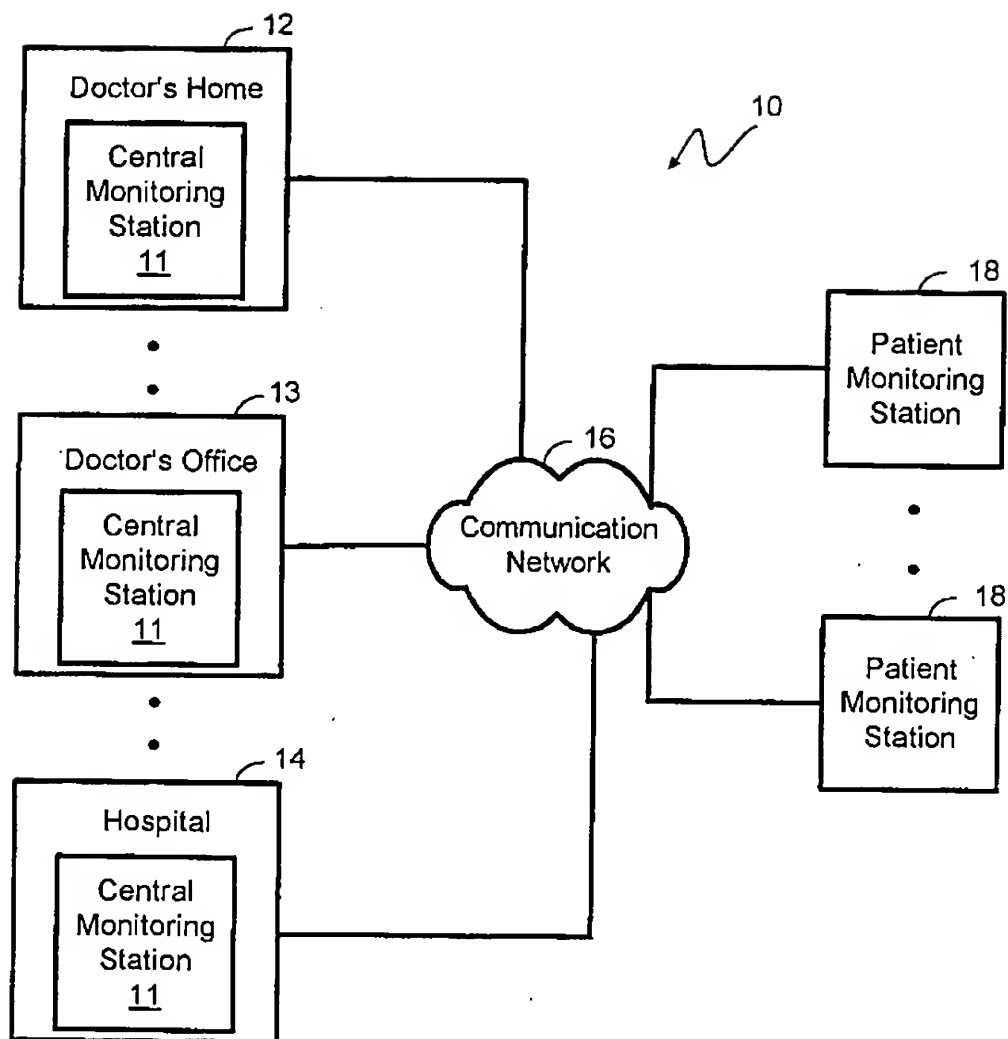 12
Doctor's Home
Central
Monitoring
Station
11
10
13
Doctor's Office
Central
Monitoring
Station
11
14
Hospital
Central
Monitoring
Station
11
16
Communication
Network
18
Patient
Monitoring
Station
18
Patient
Monitoring
Station